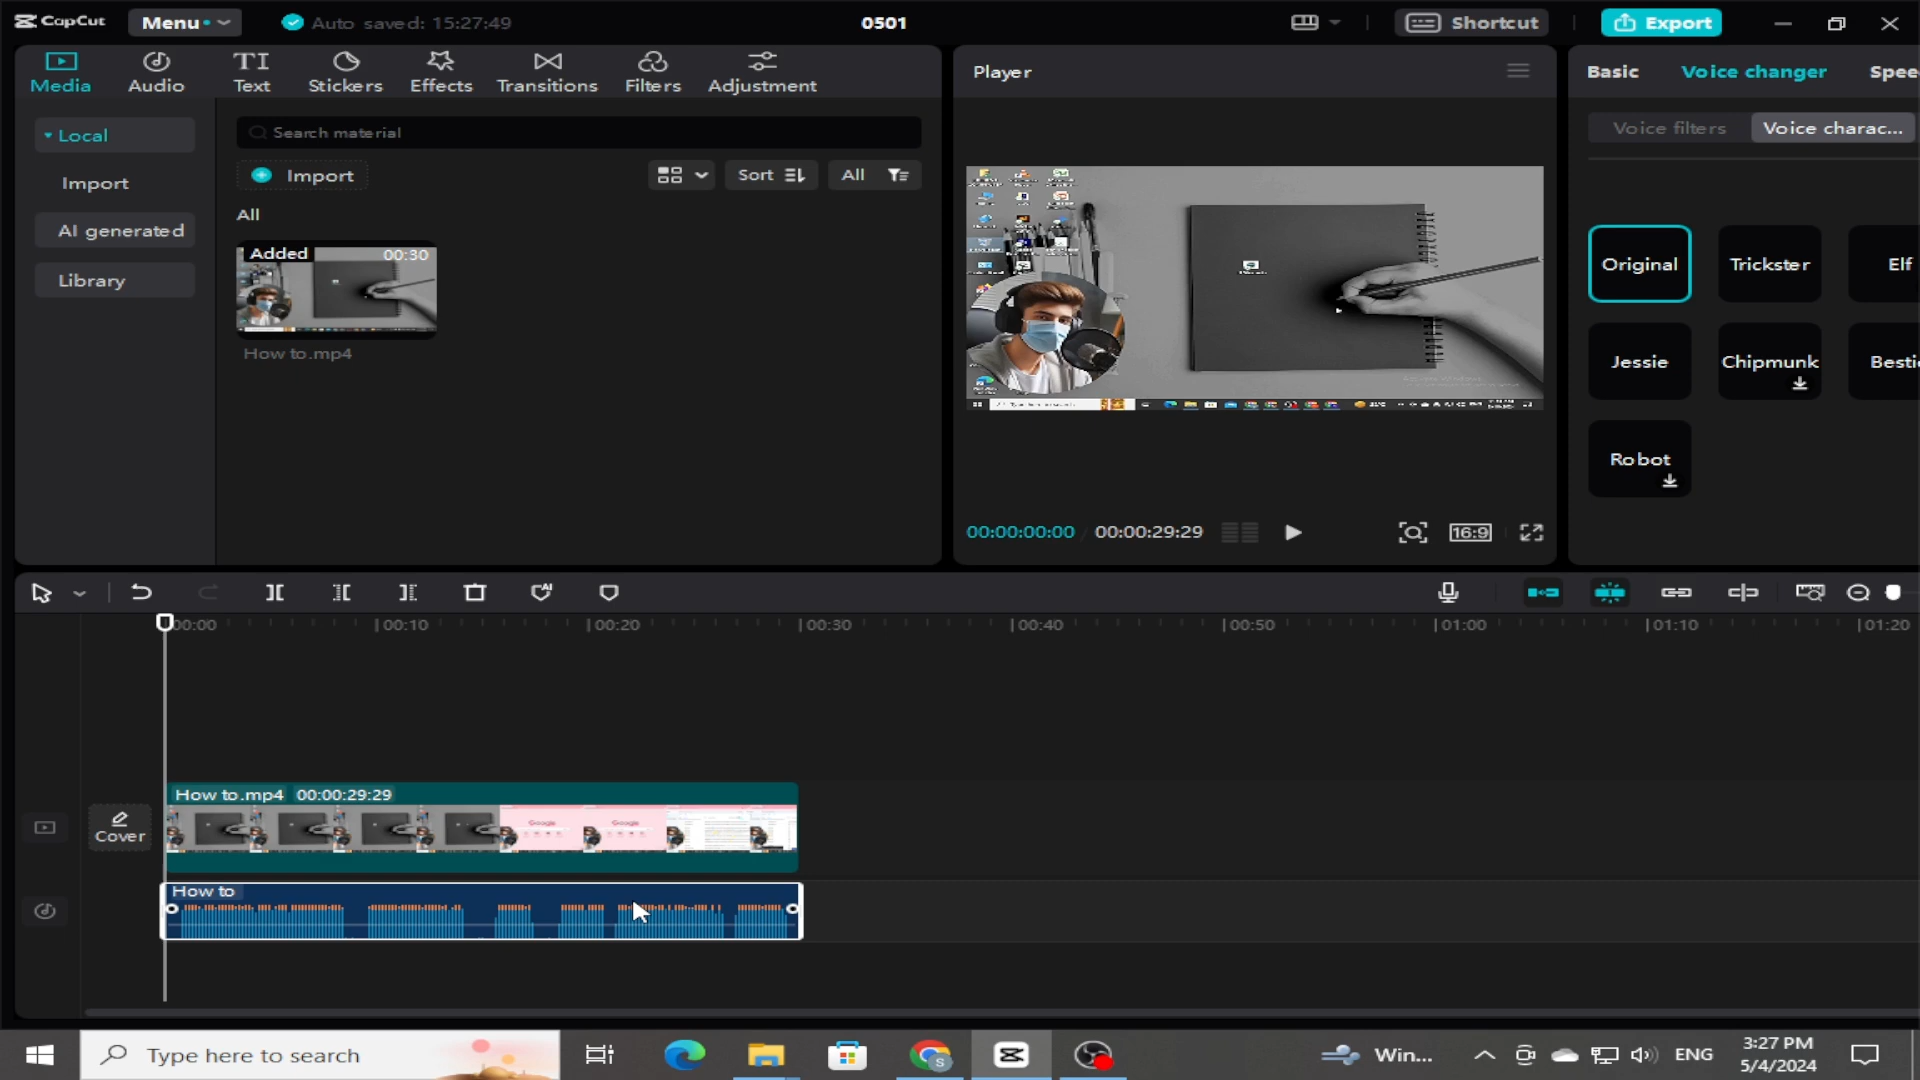 CapCut
Menu
Auto saved: 15:27:49
0501
Shortcut
Export
Media
Audio
TI
Text
Stickers
Effects
Transitions
Filters
Adjustment
Player
Basic
Voice changer
Spee
Local
Import
AI generated
Library
Search material
Import
Sort
All
All
Added
00:30
How to.mp4
Voice filters
Voice charac...
Original
Trickster
Elf
Jessie
Chipmunk
Besti
Robot
00:00:00:00
00:00:29:29
16:9
00:00
00:10
00:20
00:30
00:40
00:50
01:00
01:10
01:20
Cover
How to.mp4 00:00:29:29
Google
Google
How to
Type here to search
Win...
ENG
3:27 PM
5/4/2024